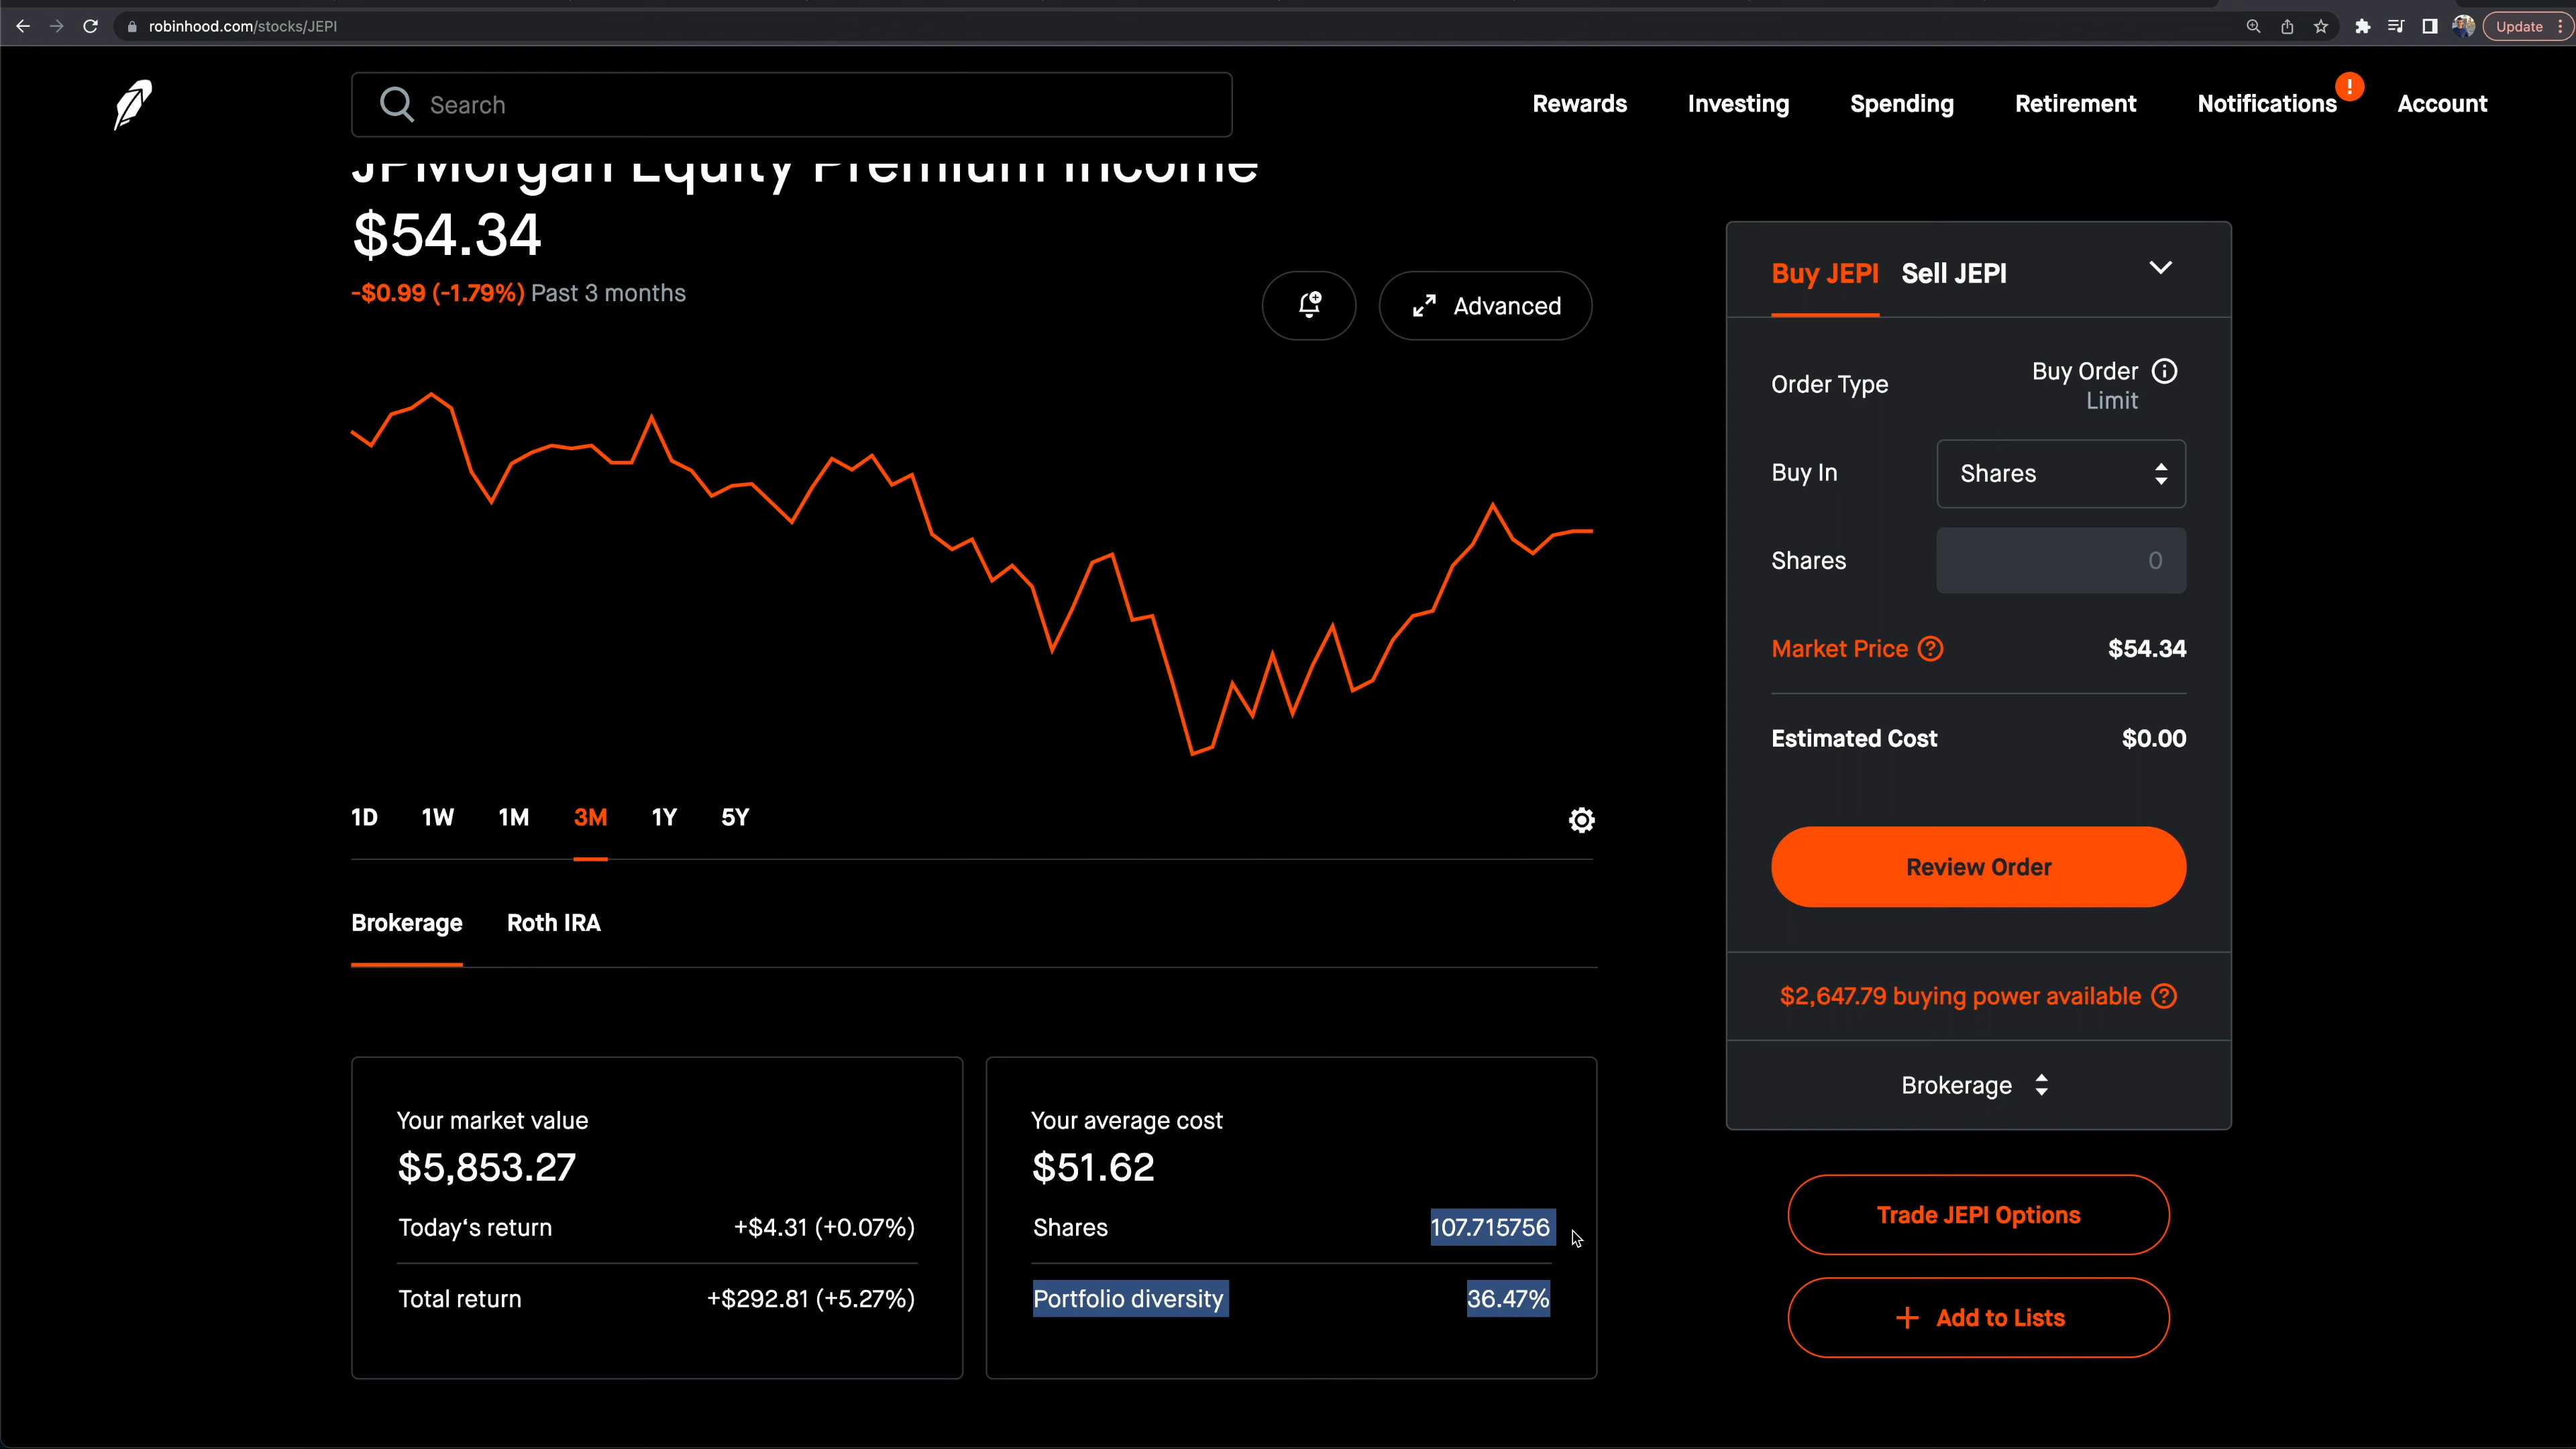 robinhood.com/stocks/JEPI
Update
Search
Rewards
Investing
Spending
Retirement
Notifications
!
Account
JPMorgan Equity Premium Income
$54.34
-$0.99 (-1.79%) Past 3 months
Advanced
1D 1W 1M 3M 1Y 5Y
Brokerage Roth IRA
Your market value
$5,853.27
Today's return +$4.31 (+0.07%)
Total return +$292.81 (+5.27%)
Your average cost
$51.62
Shares 107.715756
Portfolio diversity 36.47%
Buy JEPI Sell JEPI
Order Type
Buy Order
Limit
Buy In Shares
Shares 0
Market Price ? $54.34
Estimated Cost $0.00
Review Order
$2,647.79 buying power available ?
Brokerage
Trade JEPI Options
+ Add to Lists